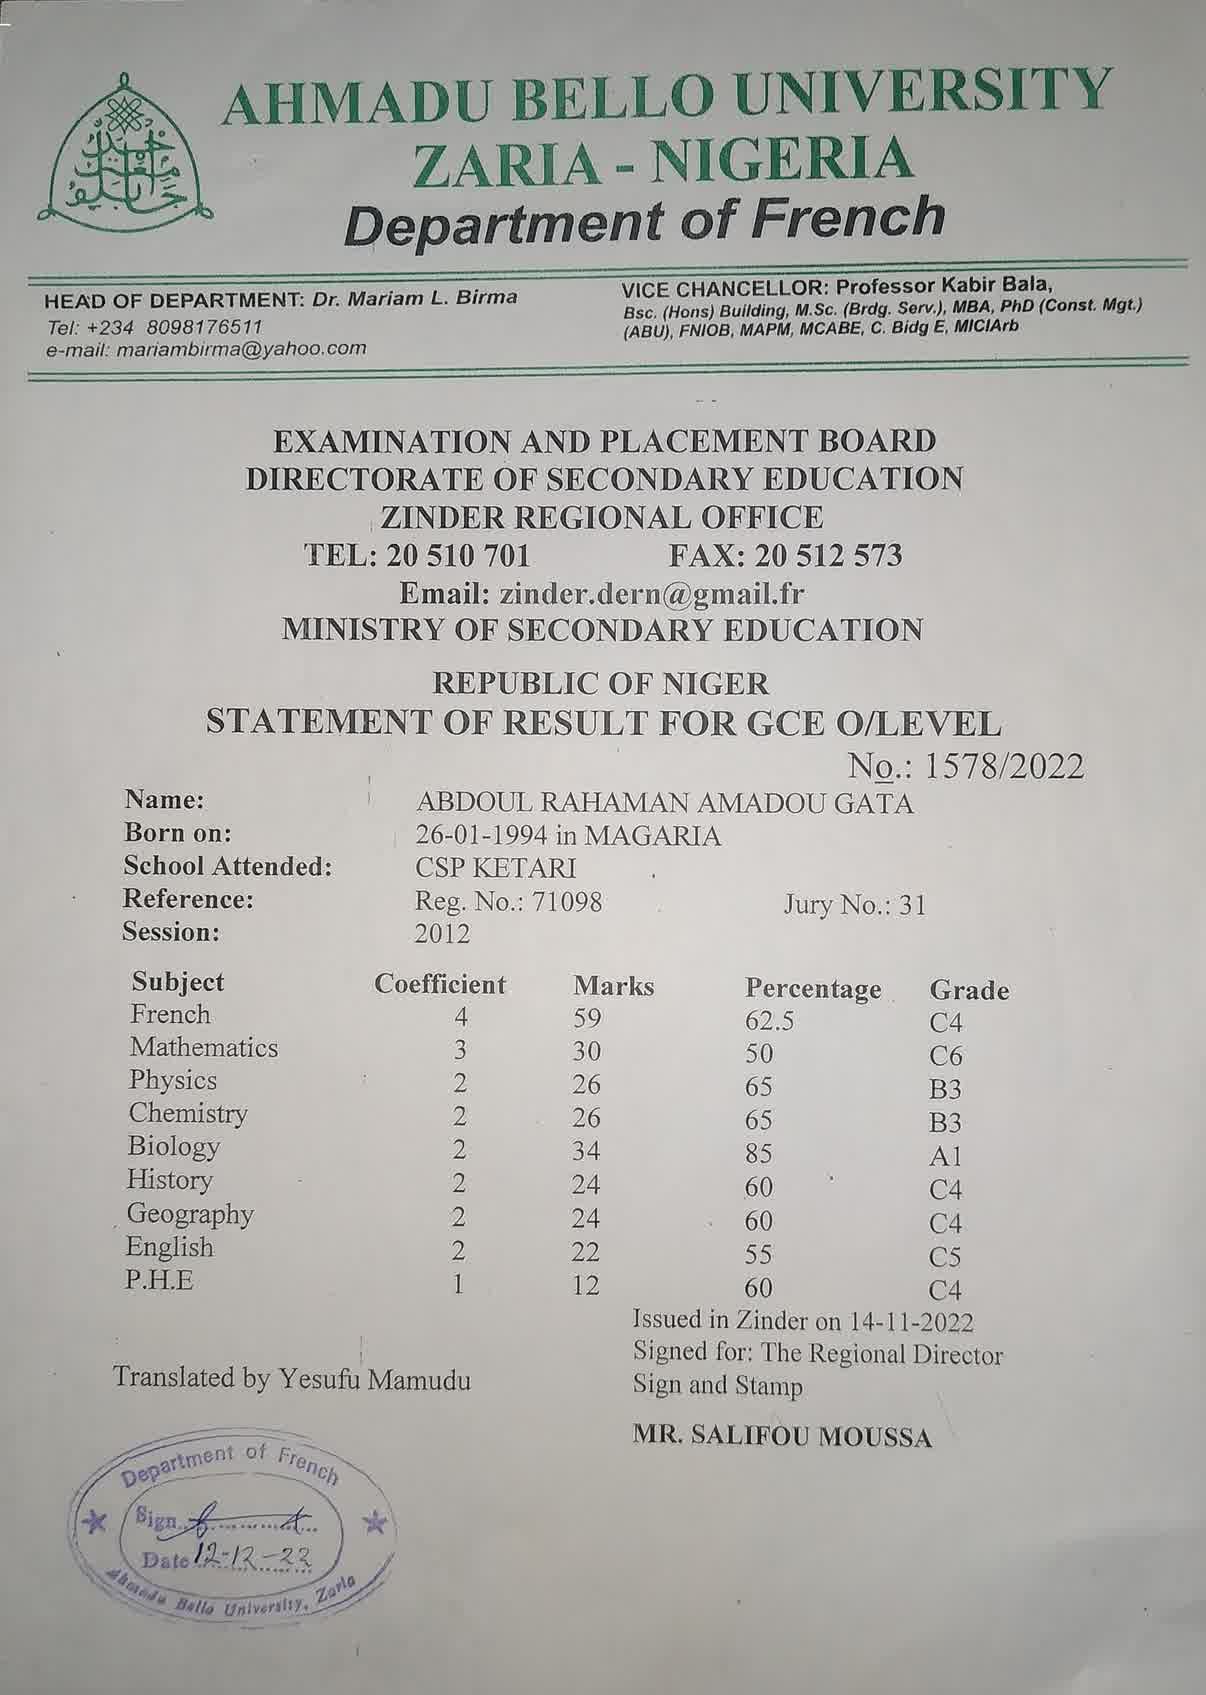 AHMADU BELLO UNIVERSITY
ZARIA - NIGERIA
Department of French
HEAD OF DEPARTMENT: Dr. Mariam L. Birma
Tel: +234 8098176511
e-mail: mariambirma@yahoo.com
VICE CHANCELLOR: Professor Kabir Bala,
Bsc. (Hons) Building, M.Sc. (Brdg. Serv.), MBA, PhD (Const. Mgt.)
(ABU), FNIOB, MAPM, MCABE, C. Bidg E, MICIArb
EXAMINATION AND PLACEMENT BOARD
DIRECTORATE OF SECONDARY EDUCATION
ZINDER REGIONAL OFFICE
TEL: 20 510 701 FAX: 20 512 573
Email: zinder.dern@gmail.fr
MINISTRY OF SECONDARY EDUCATION
REPUBLIC OF NIGER
STATEMENT OF RESULT FOR GCE O/LEVEL
No.: 1578/2022
Name: ABDOUL RAHAMAN AMADOU GATA
Born on: 26-01-1994 in MAGARIA
School Attended: CSP KETARI
Reference: Reg. No.: 71098 Jury No.: 31
Session: 2012
Subject Coefficient Marks Percentage Grade
French 4 59 62.5 C4
Mathematics 3 30 50 C6
Physics 2 26 65 B3
Chemistry 2 26 65 B3
Biology 2 34 85 A1
History 2 24 60 C4
Geography 2 24 60 C4
English 2 22 55 C5
P.H.E 1 12 60 C4
Issued in Zinder on 14-11-2022
Signed for: The Regional Director
Sign and Stamp
Translated by Yesufu Mamudu
MR. SALIFOU MOUSSA
Department of French
Sign
Date 12-12-22
Ahmadu Bello University, Zaria